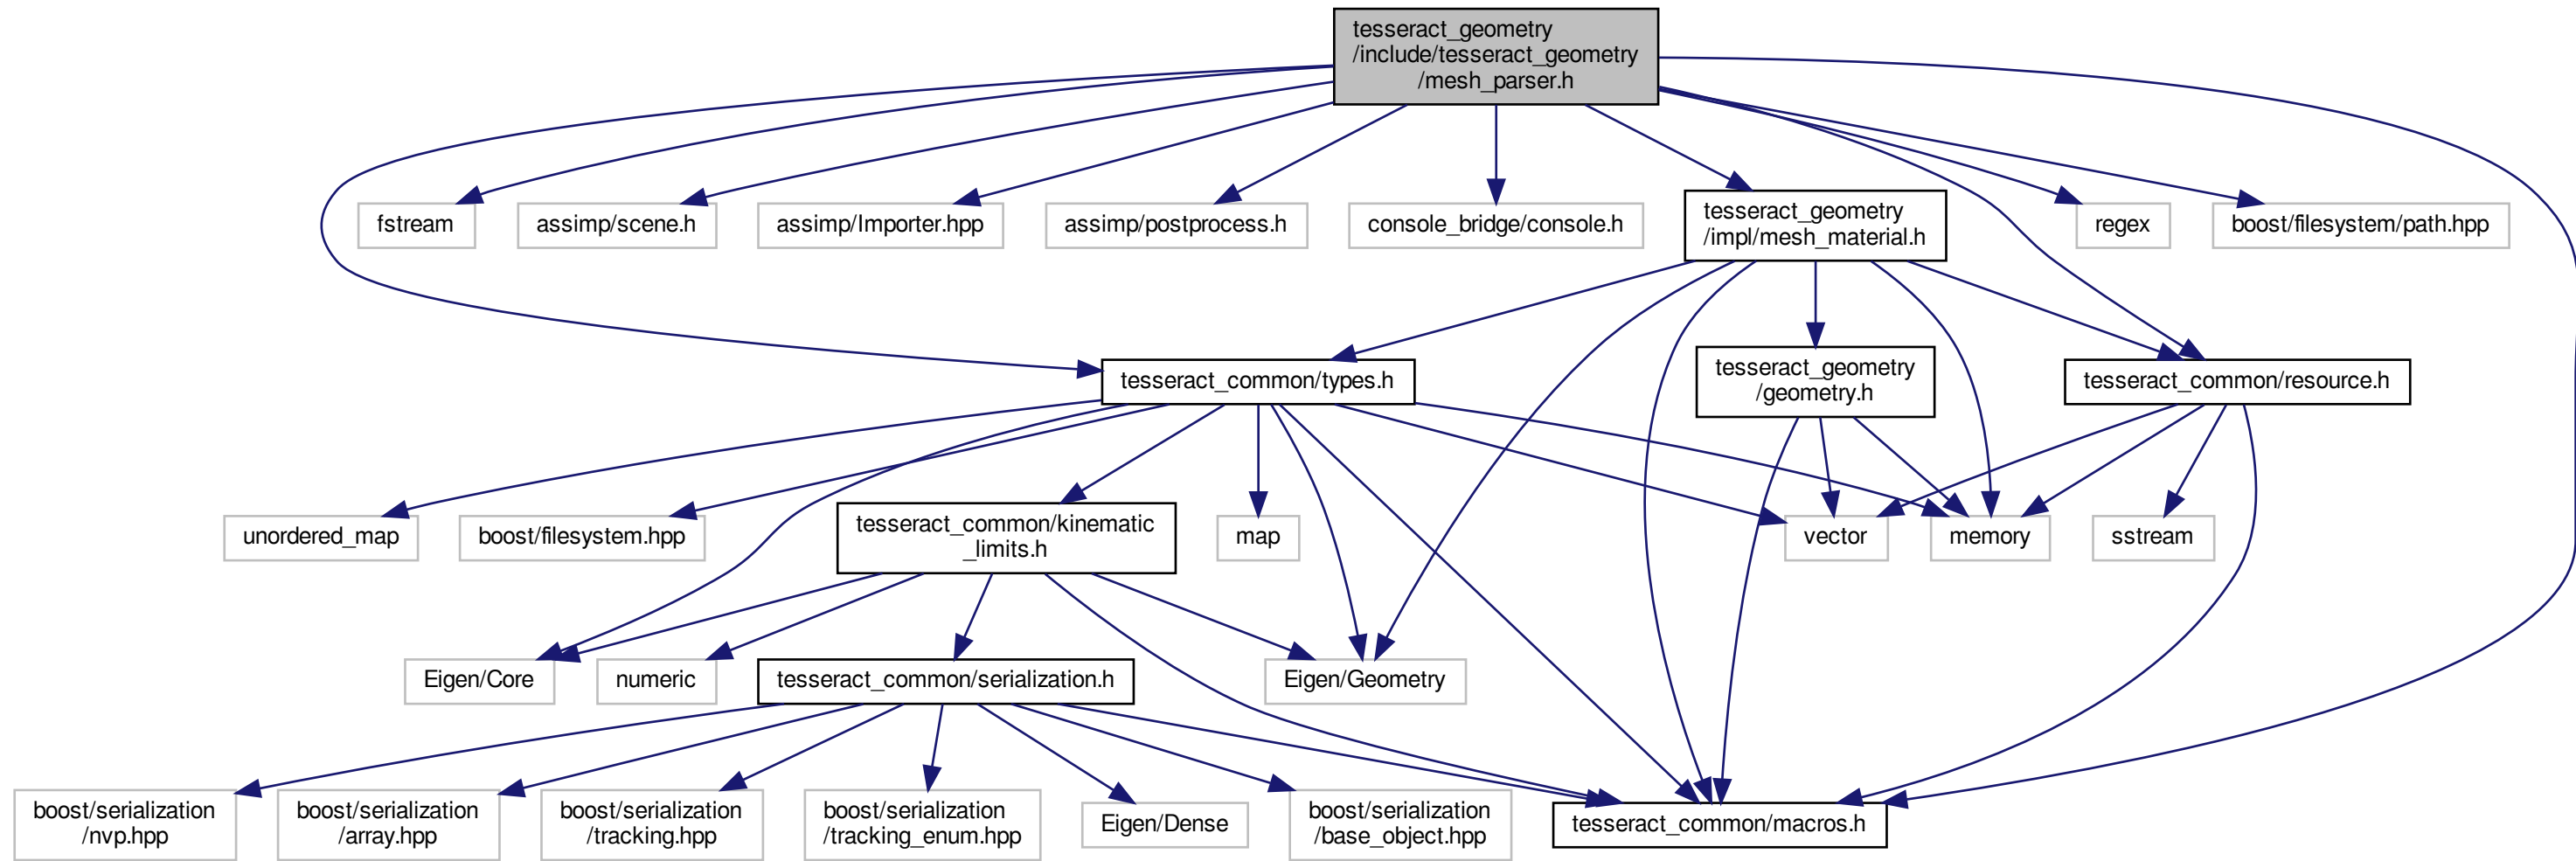 tesseract_geometry
/include/tesseract_geometry
/mesh_parser.h
fstream
assimp/scene.h
assimp/Importer.hpp
assimp/postprocess.h
console_bridge/console.h
tesseract_geometry
/impl/mesh_material.h
regex
boost/filesystem/path.hpp
tesseract_common/types.h
tesseract_geometry
/geometry.h
tesseract_common/resource.h
unordered_map
boost/filesystem.hpp
tesseract_common/kinematic
_limits.h
map
vector
memory
sstream
Eigen/Core
numeric
tesseract_common/serialization.h
Eigen/Geometry
boost/serialization
/nvp.hpp
boost/serialization
/array.hpp
boost/serialization
/tracking.hpp
boost/serialization
/tracking_enum.hpp
Eigen/Dense
boost/serialization
/base_object.hpp
tesseract_common/macros.h